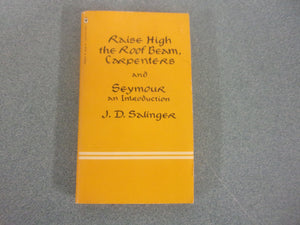 Raise High
the Roof Beam,
Carpenters
and
Seymour
an Introduction
J. D. Salinger